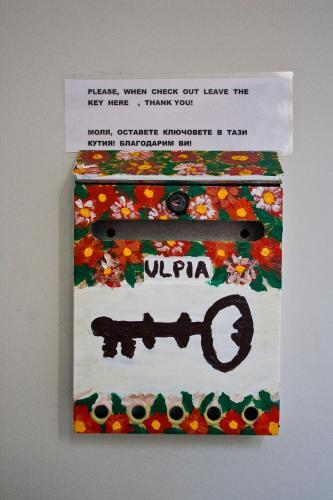 PLEASE, WHEN CHECK OUT LEAVE THE
KEY HERE , THANK YOU!
МОЛЯ, ОСТАВЕТЕ КЛЮЧОВЕТЕ В ТАЗИ
КУТИЯ! БЛАГОДАРИМ ВИ!
ULPIA